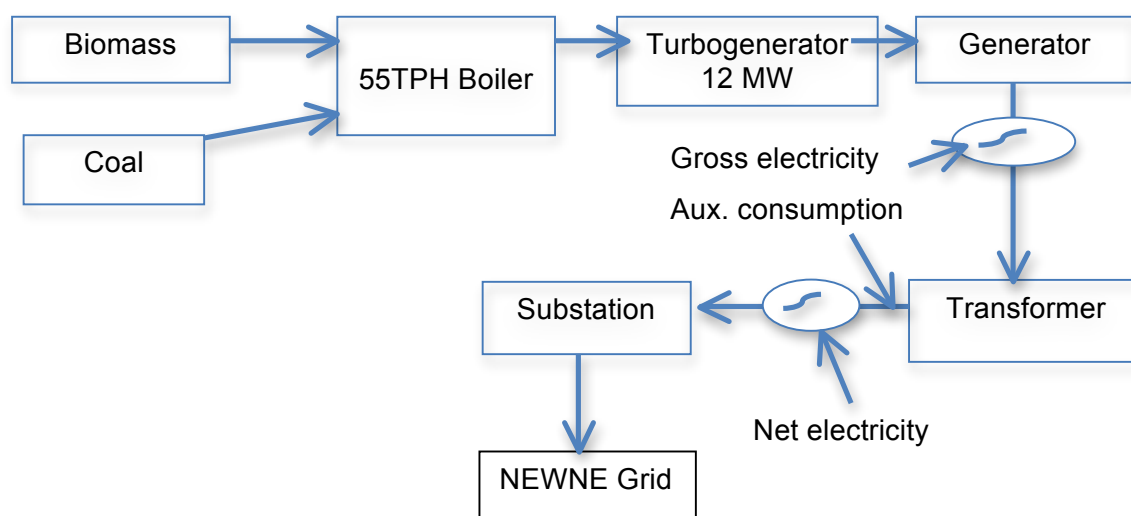 Biomass
Coal
55TPH Boiler
Turbogenerator
12 MW
Generator
Gross electricity
Aux. consumption
Substation
Transformer
Net electricity
NEWNE Grid